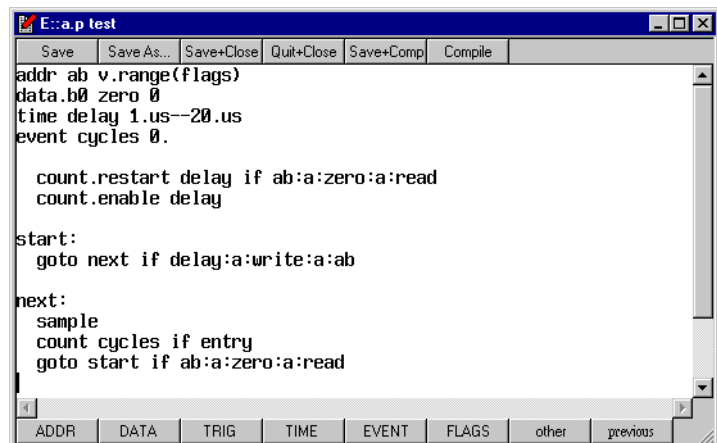 E::a.p test
Save Save As... Save+Close Quit+Close Save+Comp Compile
addr ab v.range(flags)
data.b0 zero 0
time delay 1.us--20.us
event cycles 0.
count.restart delay if ab:a:zero:a:read
count.enable delay
start:
goto next if delay:a:write:a:ab
next:
sample
count cycles if entry
goto start if ab:a:zero:a:read
ADDR DATA TRIG TIME EVENT FLAGS other previous